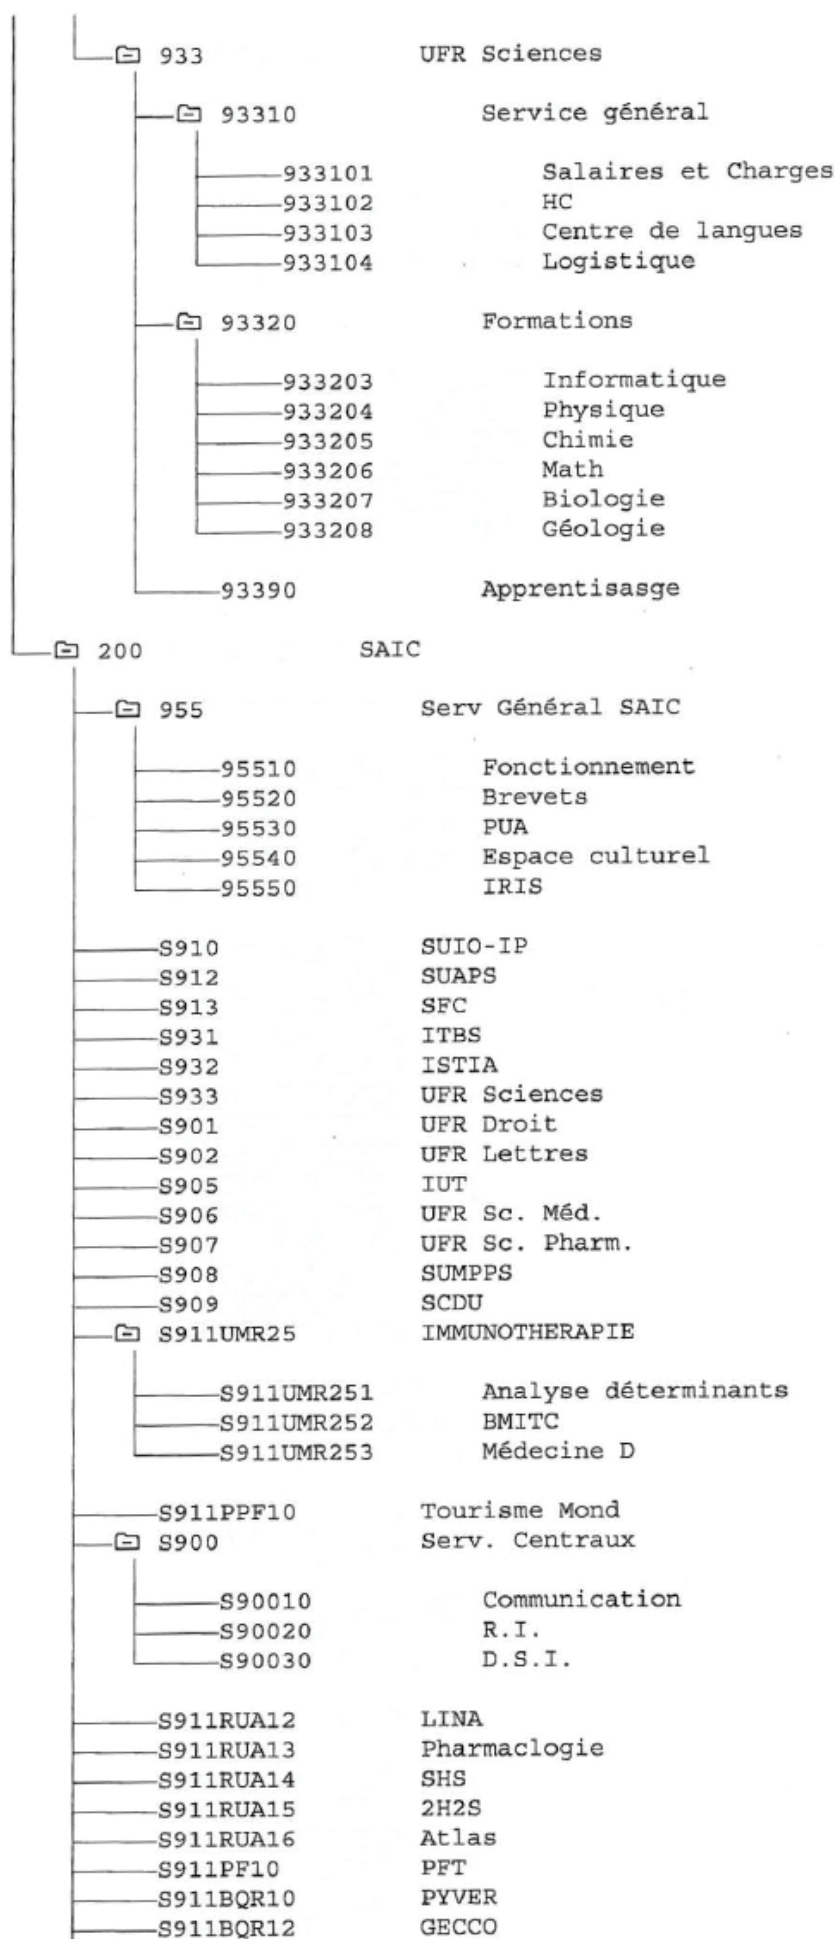 933 UFR Sciences
93310 Service général
933101 Salaires et Charges
933102 HC
933103 Centre de langues
933104 Logistique
93320 Formations
933203 Informatique
933204 Physique
933205 Chimie
933206 Math
933207 Biologie
933208 Géologie
93390 Apprentisasge
200 SAIC
955 Serv Général SAIC
95510 Fonctionnement
95520 Brevets
95530 PUA
95540 Espace culturel
95550 IRIS
S910 SUIO-IP
S912 SUAPS
S913 SFC
S931 ITBS
S932 ISTIA
S933 UFR Sciences
S901 UFR Droit
S902 UFR Lettres
S905 IUT
S906 UFR Sc. Méd.
S907 UFR Sc. Pharm.
S908 SUMPPS
S909 SCDU
S911UMR25 IMMUNOTHERAPIE
S911UMR251 Analyse déterminants
S911UMR252 BMITC
S911UMR253 Médecine D
S911PPF10 Tourisme Mond
S900 Serv. Centraux
S90010 Communication
S90020 R.I.
S90030 D.S.I.
S911RUA12 LINA
S911RUA13 Pharmaclogie
S911RUA14 SHS
S911RUA15 2H2S
S911RUA16 Atlas
S911PF10 PFT
S911BQR10 PYVER
S911BQR12 GECCO